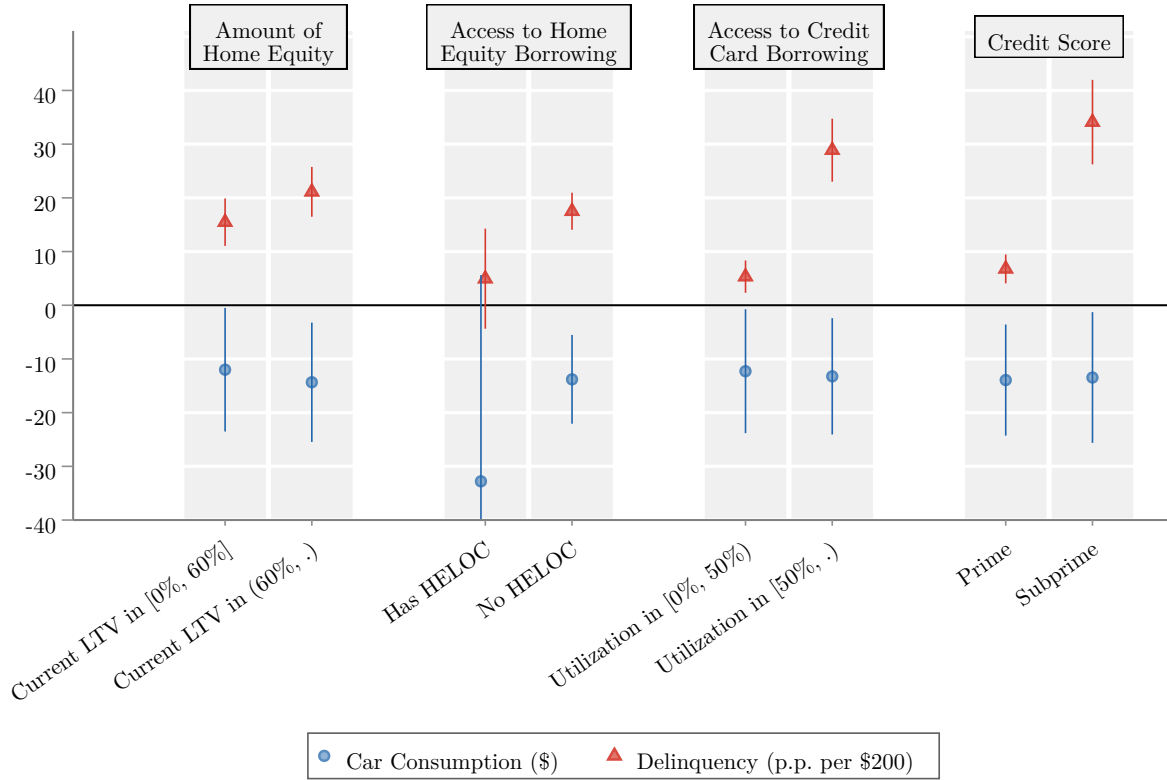 Amount of
Home Equity
Access to Home
Equity Borrowing
Access to Credit
Card Borrowing
Credit Score
40
30
20
10
0
-10
-20
-30
-40
Current LTV in [0%, 60%]
Current LTV in (60%, .)
Has HELOC
No HELOC
Utilization in [0%, 50%)
Utilization in [50%, .)
Prime
Subprime
Car Consumption ($)
Delinquency (p.p. per $200)